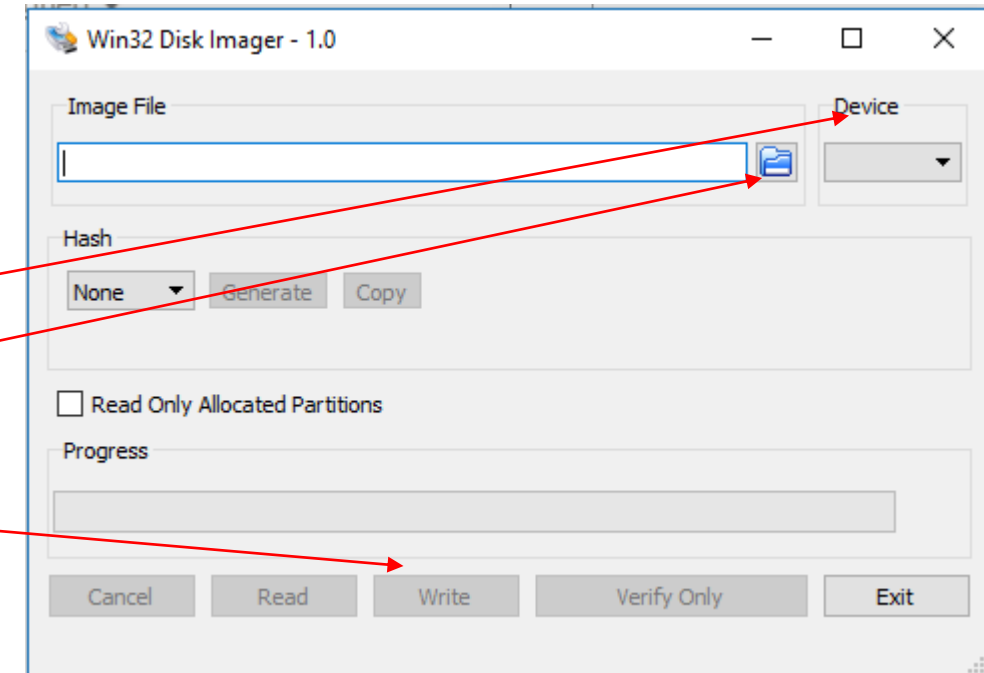 Win32 Disk Imager - 1.0
Image File
Device
Hash
None Generate Copy
Read Only Allocated Partitions
Progress
Cancel Read Write Verify Only Exit